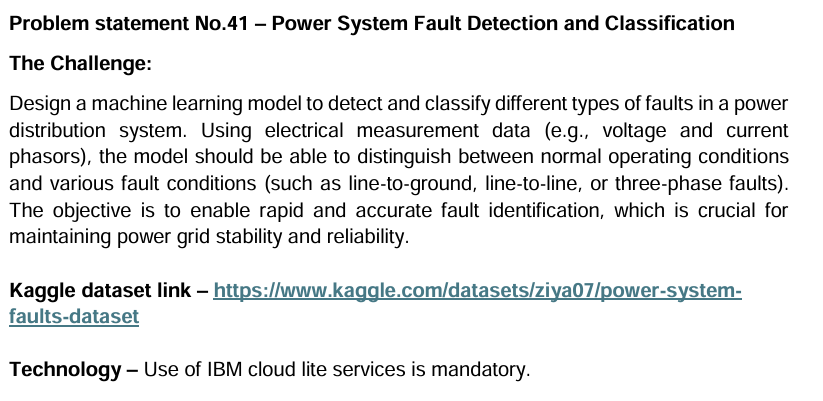 Problem statement No.41 – Power System Fault Detection and Classification
The Challenge:
Design a machine learning model to detect and classify different types of faults in a power
distribution system. Using electrical measurement data (e.g., voltage and current
phasors), the model should be able to distinguish between normal operating conditions
and various fault conditions (such as line-to-ground, line-to-line, or three-phase faults).
The objective is to enable rapid and accurate fault identification, which is crucial for
maintaining power grid stability and reliability.
Kaggle dataset link – https://www.kaggle.com/datasets/ziya07/power-system-
faults-dataset
Technology – Use of IBM cloud lite services is mandatory.